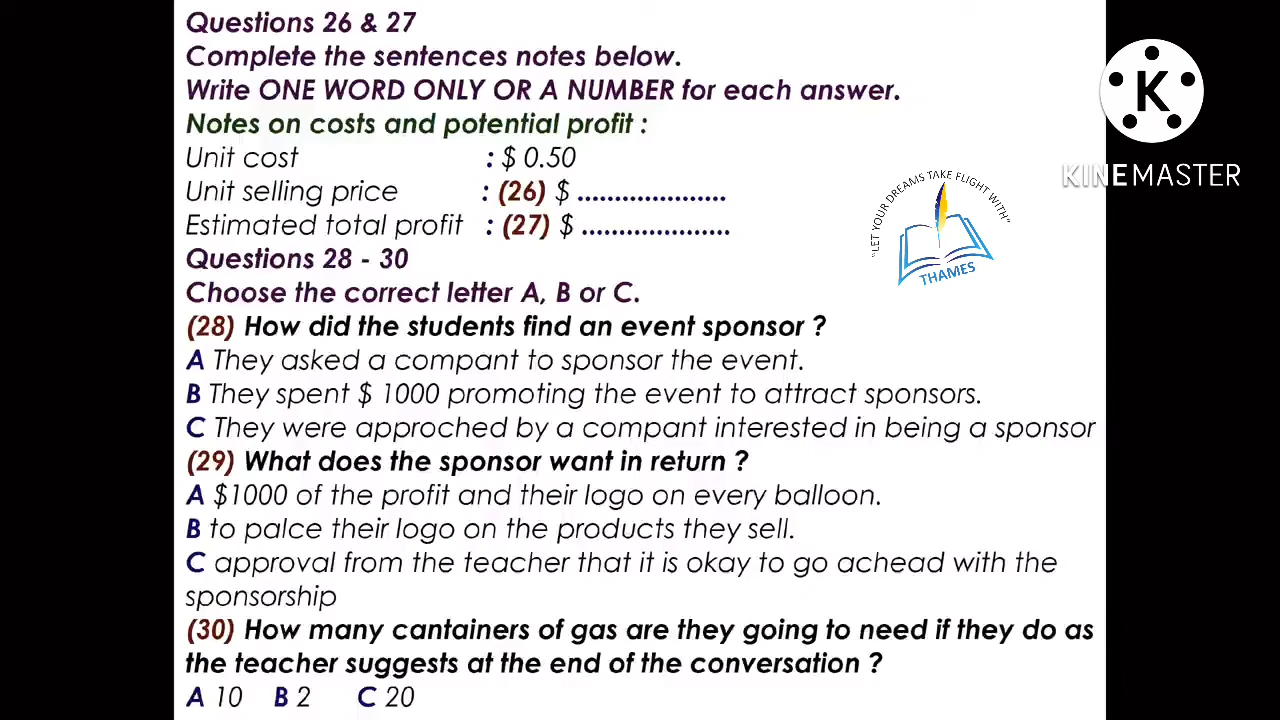 Questions 26 & 27
Complete the sentences notes below.
Write ONE WORD ONLY OR A NUMBER for each answer.
Notes on costs and potential profit :
Unit cost : $ 0.50
Unit selling price : (26) $ ....................
Estimated total profit : (27) $ ....................
Questions 28 - 30
Choose the correct letter A, B or C.
(28) How did the students find an event sponsor ?
A They asked a compant to sponsor the event.
B They spent $ 1000 promoting the event to attract sponsors.
C They were approched by a compant interested in being a sponsor
(29) What does the sponsor want in return ?
A $1000 of the profit and their logo on every balloon.
B to palce their logo on the products they sell.
C approval from the teacher that it is okay to go achead with the
sponsorship
(30) How many cantainers of gas are they going to need if they do as
the teacher suggests at the end of the conversation ?
A 10 B 2 C 20
K
KINEMASTER
"LET YOUR DREAMS TAKE FLIGHT WITH"
THAMES